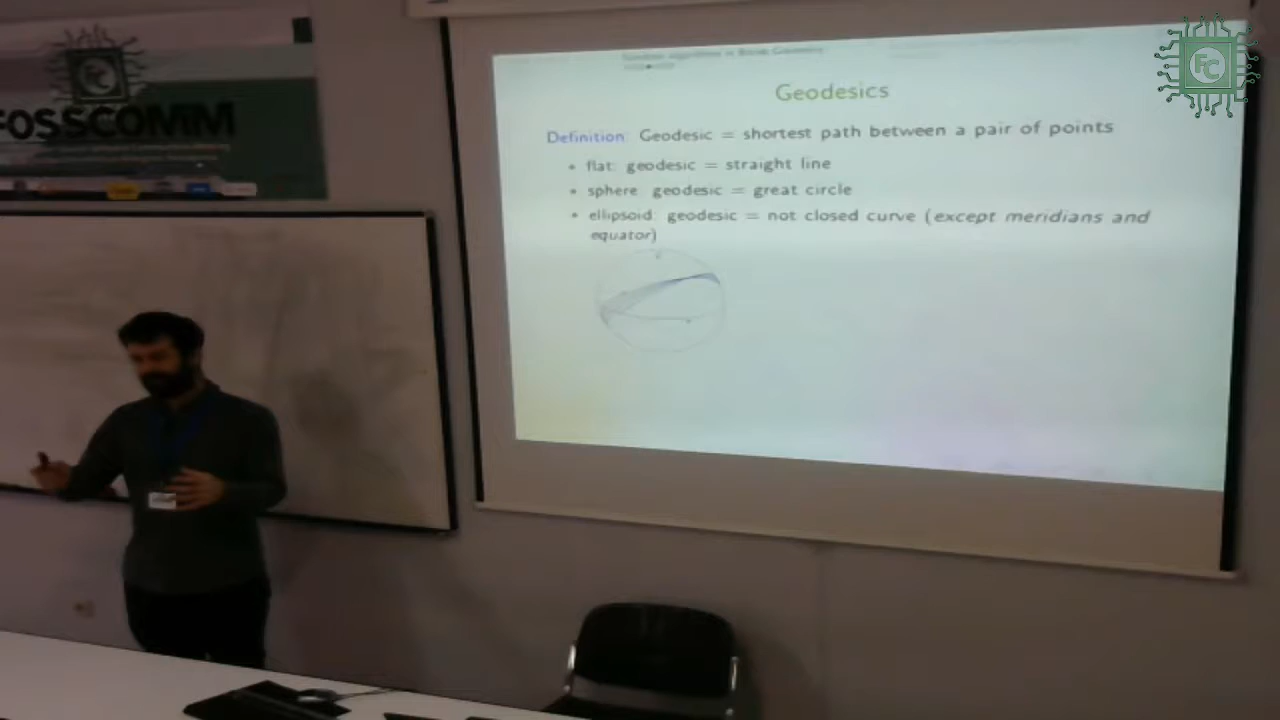 FOSSCOMM
FC
FC
Geodesics
Definition: Geodesic = shortest path between a pair of points
• flat: geodesic = straight line
• sphere: geodesic = great circle
• ellipsoid: geodesic = not closed curve (except meridians and
equator)